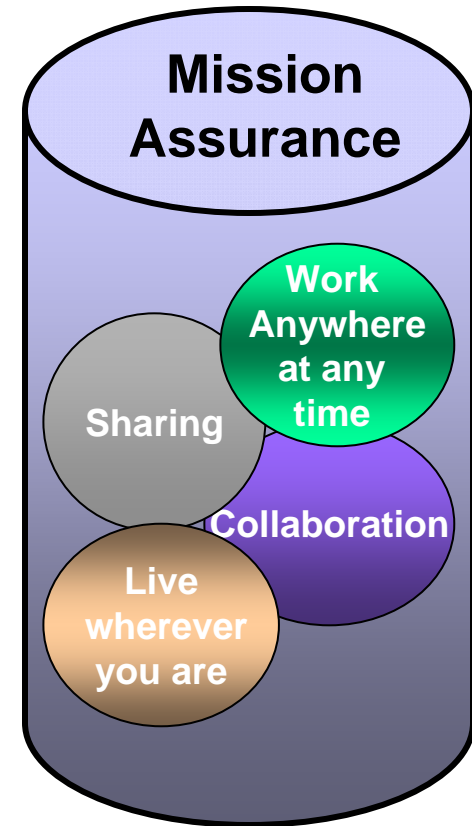 Mission
Assurance
Work
Anywhere
at any
time
Sharing
Collaboration
Live
wherever
you are